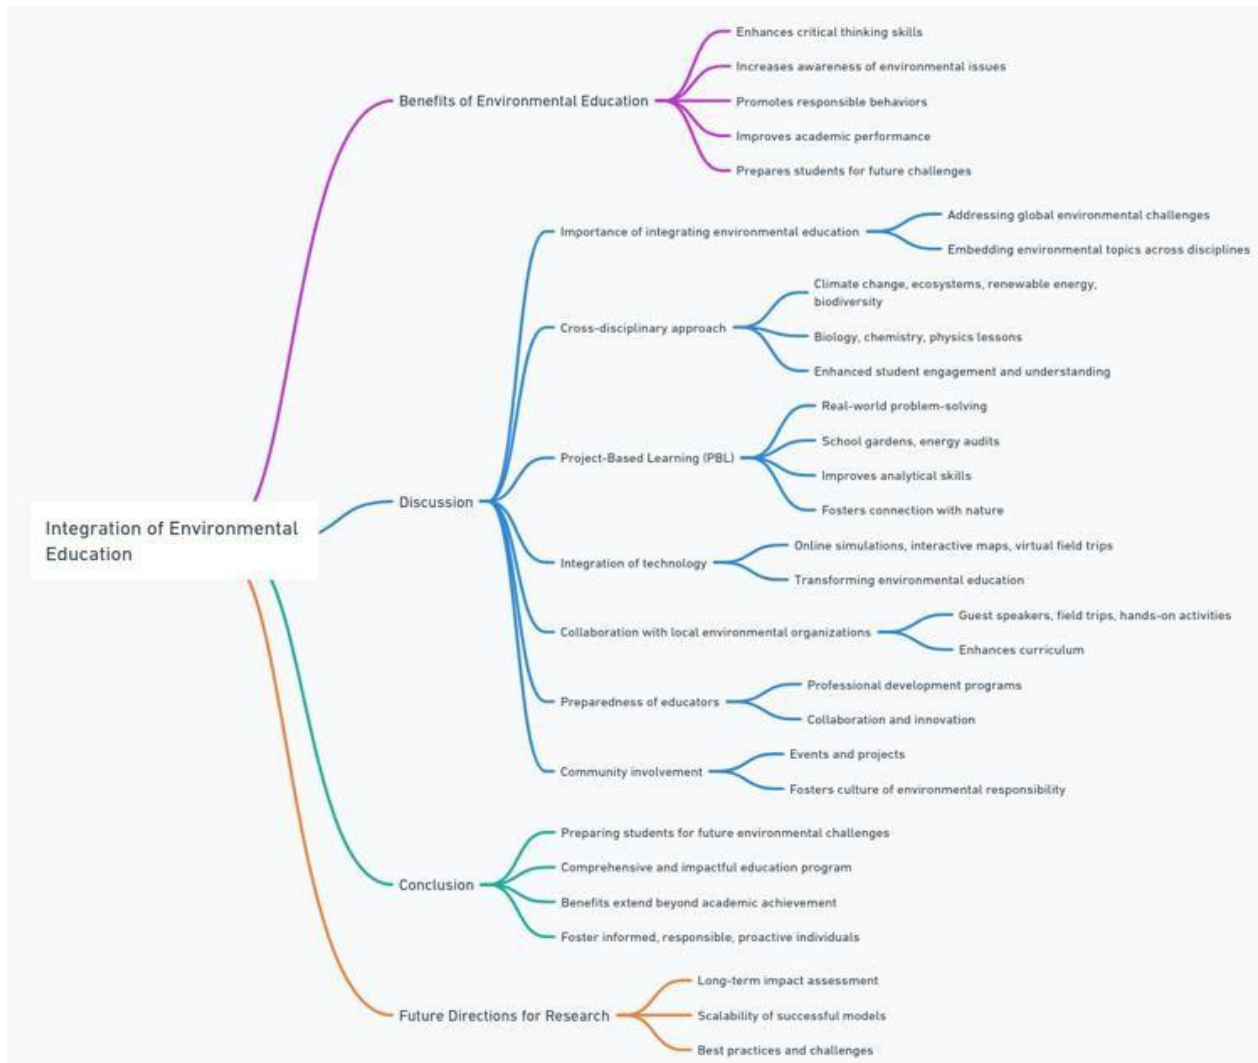 Integration of Environmental
Education
Benefits of Environmental Education
Enhances critical thinking skills
Increases awareness of environmental issues
Promotes responsible behaviors
Improves academic performance
Prepares students for future challenges
Discussion
Importance of integrating environmental education
Addressing global environmental challenges
Embedding environmental topics across disciplines
Cross-disciplinary approach
Climate change, ecosystems, renewable energy,
biodiversity
Biology, chemistry, physics lessons
Enhanced student engagement and understanding
Project-Based Learning (PBL)
Real-world problem-solving
School gardens, energy audits
Improves analytical skills
Fosters connection with nature
Integration of technology
Online simulations, interactive maps, virtual field trips
Transforming environmental education
Collaboration with local environmental organizations
Guest speakers, field trips, hands-on activities
Enhances curriculum
Preparedness of educators
Professional development programs
Collaboration and innovation
Community involvement
Events and projects
Fosters culture of environmental responsibility
Conclusion
Preparing students for future environmental challenges
Comprehensive and impactful education program
Benefits extend beyond academic achievement
Foster informed, responsible, proactive individuals
Future Directions for Research
Long-term impact assessment
Scalability of successful models
Best practices and challenges